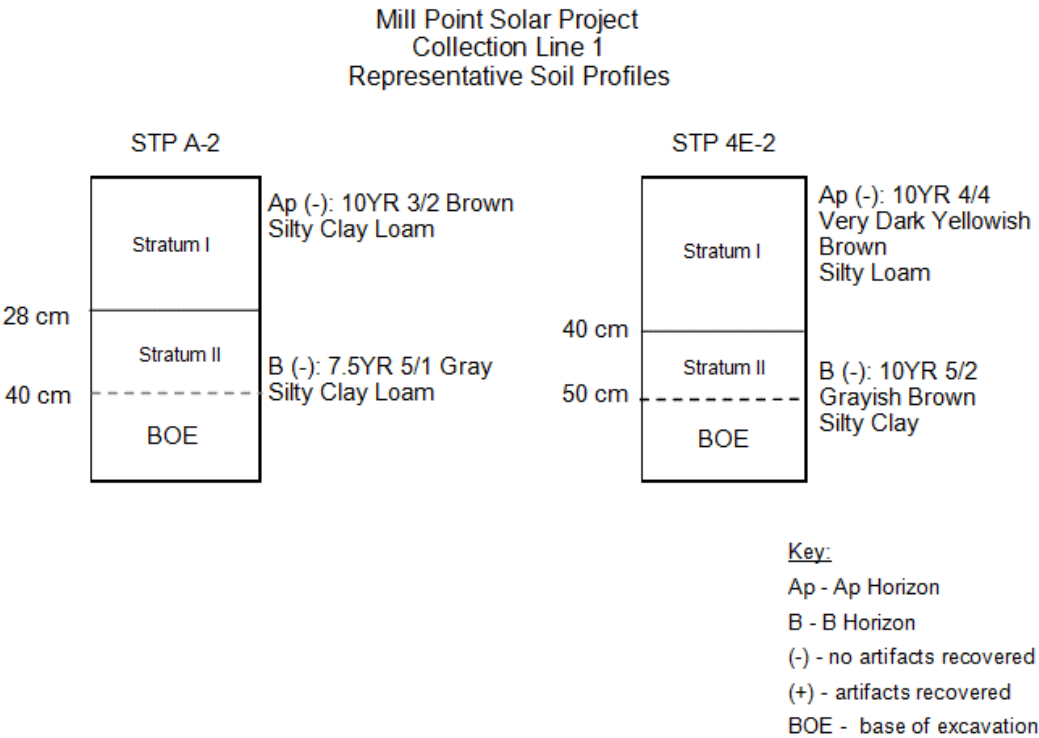 Mill Point Solar Project
Collection Line 1
Representative Soil Profiles
STP A-2
Stratum I
Ap (-): 10YR 3/2 Brown
Silty Clay Loam
28 cm
Stratum II
B (-): 7.5YR 5/1 Gray
Silty Clay Loam
40 cm
BOE
STP 4E-2
Stratum I
Ap (-): 10YR 4/4
Very Dark Yellowish
Brown
Silty Loam
40 cm
Stratum II
B (-): 10YR 5/2
Grayish Brown
Silty Clay
50 cm
BOE
Key:
Ap - Ap Horizon
B - B Horizon
(-) - no artifacts recovered
(+) - artifacts recovered
BOE - base of excavation